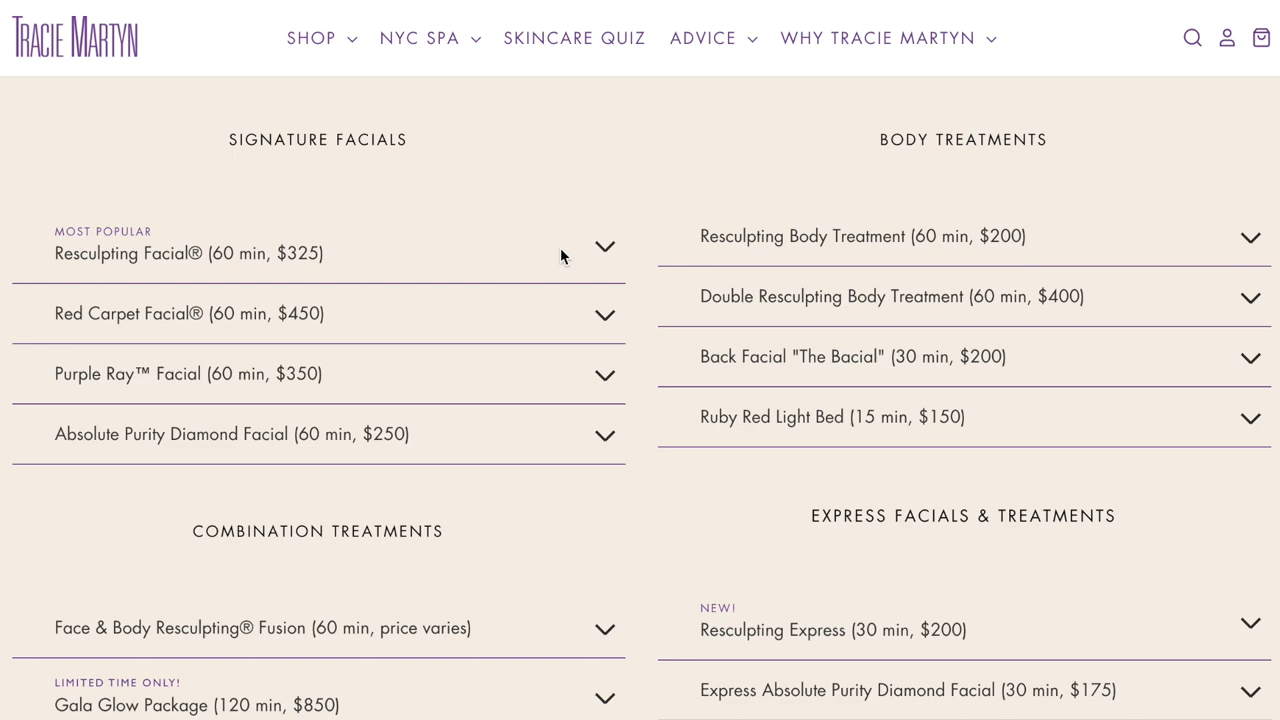 TRACIE MARTYN
SHOP
NYC SPA
SKINCARE QUIZ
ADVICE
WHY TRACIE MARTYN
SIGNATURE FACIALS
MOST POPULAR
Resculpting Facial® (60 min, $325)
Red Carpet Facial® (60 min, $450)
Purple Ray™ Facial (60 min, $350)
Absolute Purity Diamond Facial (60 min, $250)
COMBINATION TREATMENTS
Face & Body Resculpting® Fusion (60 min, price varies)
LIMITED TIME ONLY!
Gala Glow Package (120 min, $850)
BODY TREATMENTS
Resculpting Body Treatment (60 min, $200)
Double Resculpting Body Treatment (60 min, $400)
Back Facial "The Bacial" (30 min, $200)
Ruby Red Light Bed (15 min, $150)
EXPRESS FACIALS & TREATMENTS
NEW!
Resculpting Express (30 min, $200)
Express Absolute Purity Diamond Facial (30 min, $175)